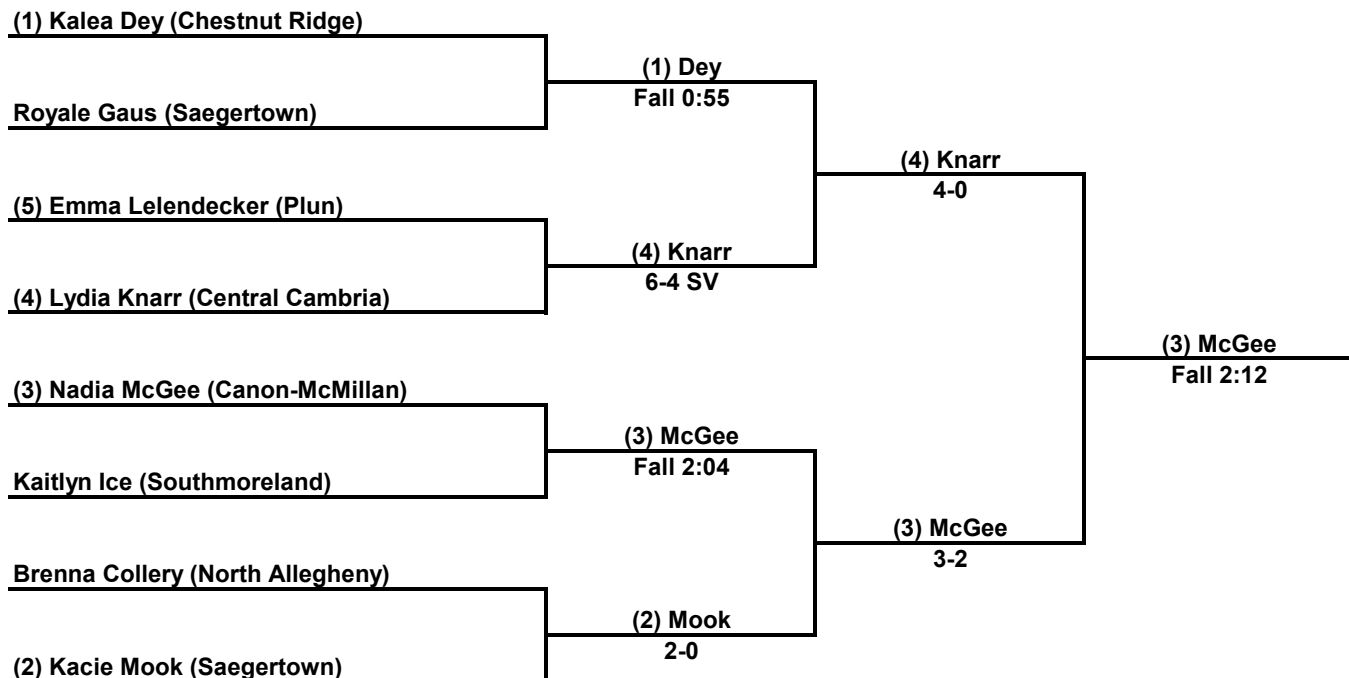 (1) Kalea Dey (Chestnut Ridge)
(1) Dey
Fall 0:55
Royale Gaus (Saegertown)
(4) Knarr
4-0
(5) Emma Lelendecker (Plun)
(4) Knarr
6-4 SV
(4) Lydia Knarr (Central Cambria)
(3) McGee
Fall 2:12
(3) Nadia McGee (Canon-McMillan)
(3) McGee
Fall 2:04
Kaitlyn Ice (Southmoreland)
(3) McGee
3-2
Brenna Collery (North Allegheny)
(2) Mook
2-0
(2) Kacie Mook (Saegertown)